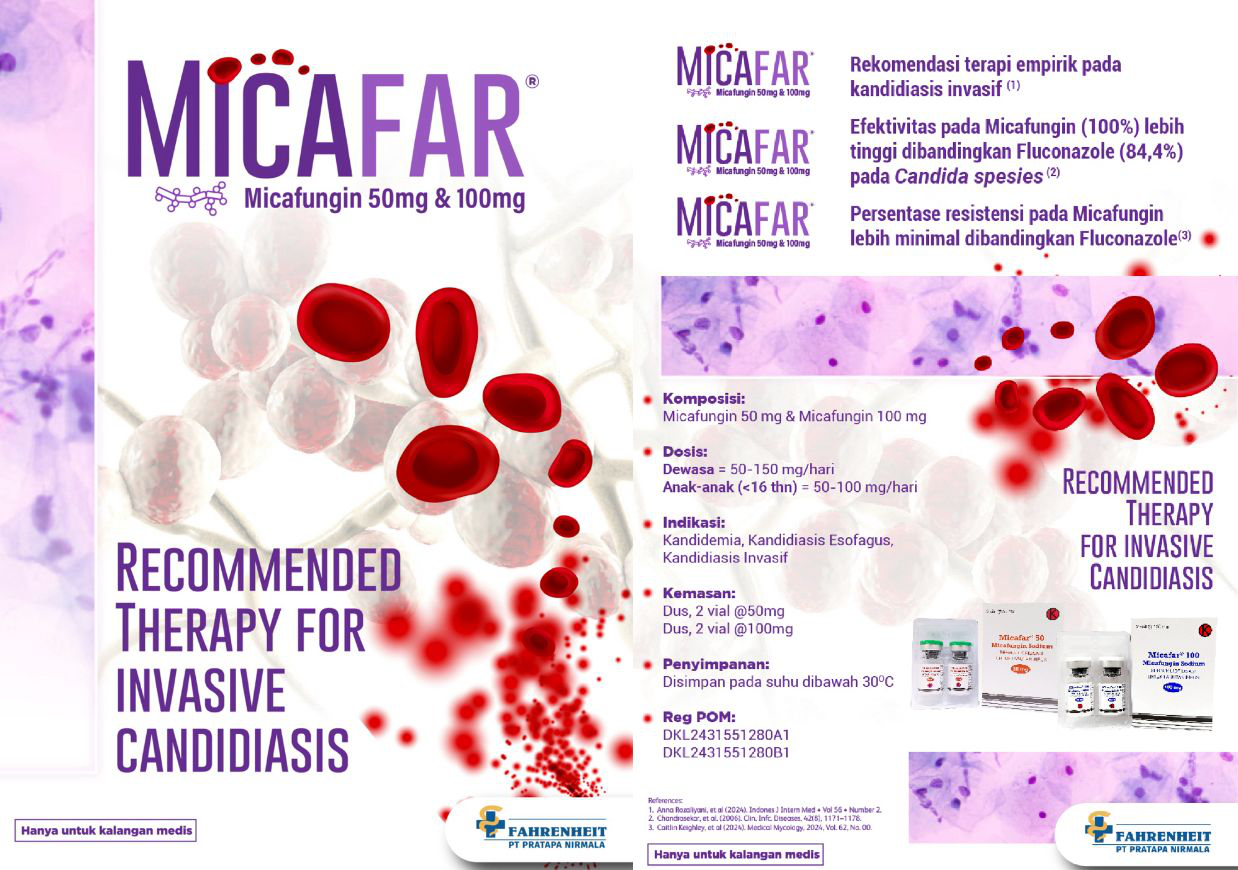 MICAFAR®
Micafungin 50mg & 100mg
RECOMMENDED
THERAPY FOR
INVASIVE
CANDIDIASIS
Hanya untuk kalangan medis
FAHRENHEIT
PT PRATAPA NIRMALA
MICAFAR®
Micafungin 50mg & 100mg
Rekomendasi terapi empirik pada
kandidiasis invasif (1)
MICAFAR®
Micafungin 50mg & 100mg
Efektivitas pada Micafungin (100%) lebih
tinggi dibandingkan Fluconazole (84,4%)
pada Candida spesies (2)
MICAFAR®
Micafungin 50mg & 100mg
Persentase resistensi pada Micafungin
lebih minimal dibandingkan Fluconazole(3)
Komposisi:
Micafungin 50 mg & Micafungin 100 mg
Dosis:
Dewasa = 50-150 mg/hari
Anak-anak (<16 thn) = 50-100 mg/hari
Indikasi:
Kandidemia, Kandidiasis Esofagus,
Kandidiasis Invasif
Kemasan:
Dus, 2 vial @50mg
Dus, 2 vial @100mg
Penyimpanan:
Disimpan pada suhu dibawah 30⁰C
Reg POM:
DKL2431551280A1
DKL2431551280B1
RECOMMENDED
THERAPY
FOR INVASIVE
CANDIDIASIS
K
Micafar® 50
Micafungin Sodium
50 mg
K
Micafar® 100
Micafungin Sodium
100 mg
References:
1. Anna Rozaliyani, et al (2024). Indones J Intern Med • Vol 56 • Number 2.
2. Chandrasekar, et al. (2006). Clin. Infc. Diseases, 42(8), 1171–1178.
3. Caitlin Keighley, et al (2024). Medical Mycology, 2024, Vol. 62, No. 00.
Hanya untuk kalangan medis
FAHRENHEIT
PT PRATAPA NIRMALA